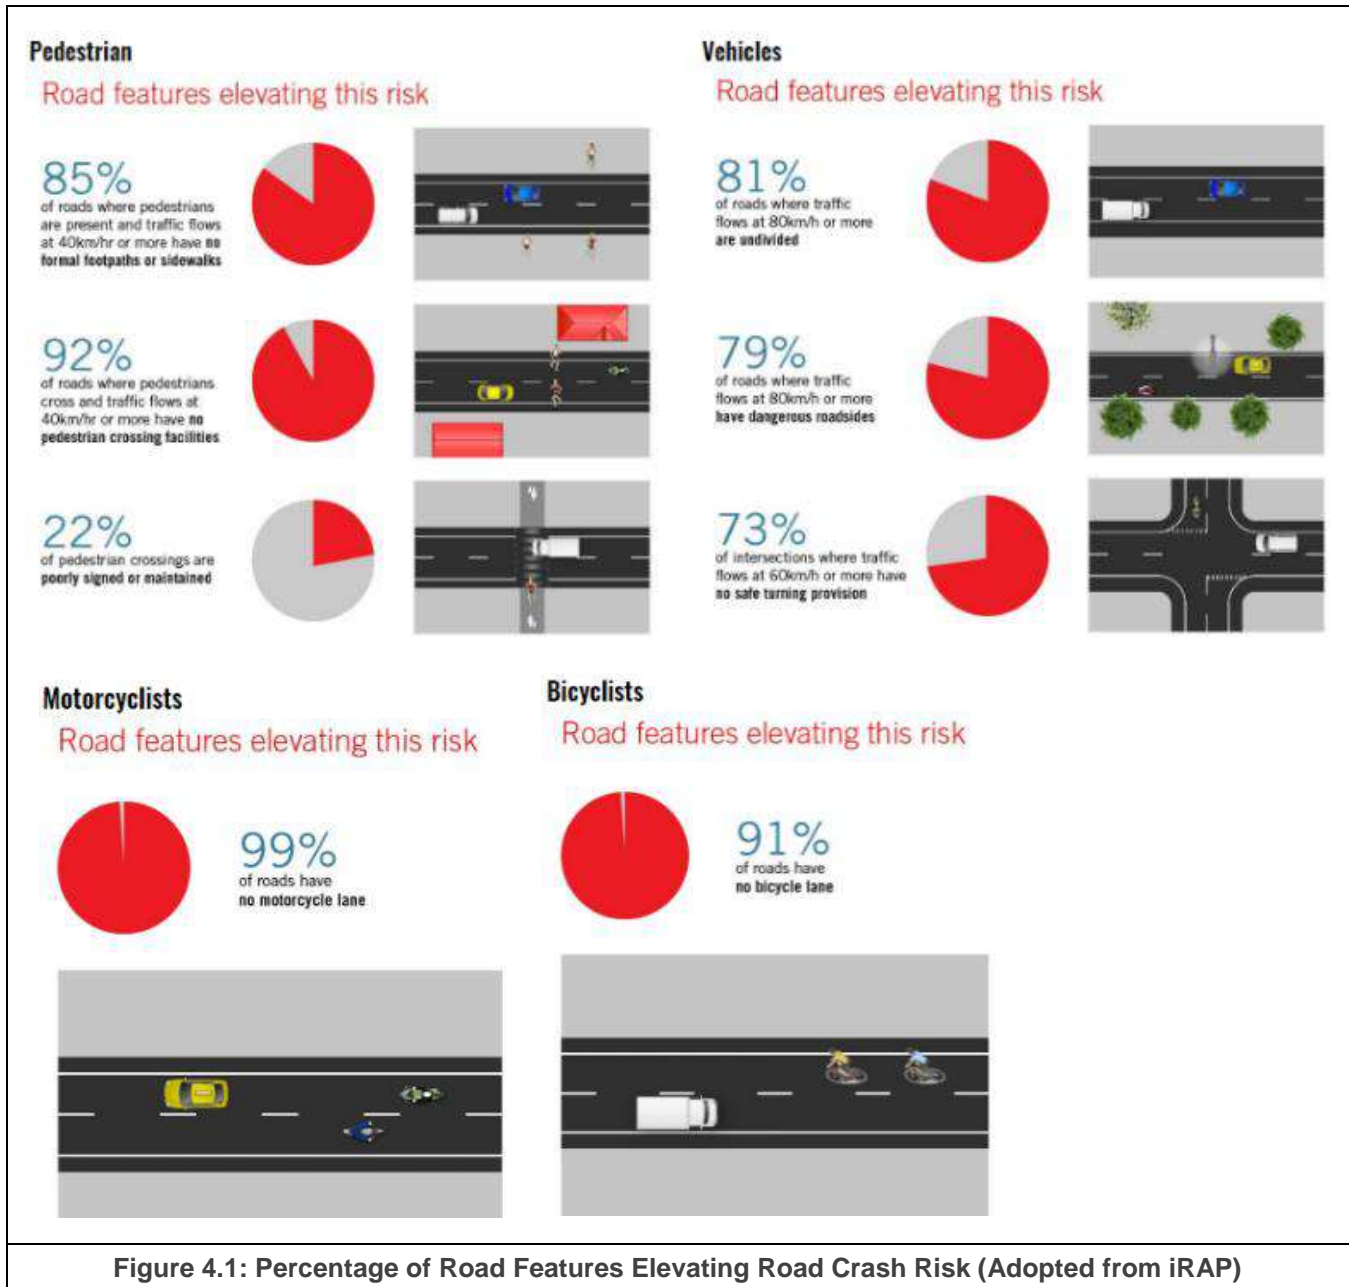 Pedestrian
Road features elevating this risk
85%
of roads where pedestrians
are present and traffic flows
at 40km/hr or more have no
formal footpaths or sidewalks
92%
of roads where pedestrians
cross and traffic flows at
40km/hr or more have no
pedestrian crossing facilities
22%
of pedestrian crossings are
poorly signed or maintained
Vehicles
Road features elevating this risk
81%
of roads where traffic
flows at 80km/h or more
are undivided
79%
of roads where traffic
flows at 80km/h or more
have dangerous roadsides
73%
of intersections where traffic
flows at 60km/h or more have
no safe turning provision
Motorcyclists
Road features elevating this risk
99%
of roads have
no motorcycle lane
Bicyclists
Road features elevating this risk
91%
of roads have
no bicycle lane
Figure 4.1: Percentage of Road Features Elevating Road Crash Risk (Adopted from iRAP)